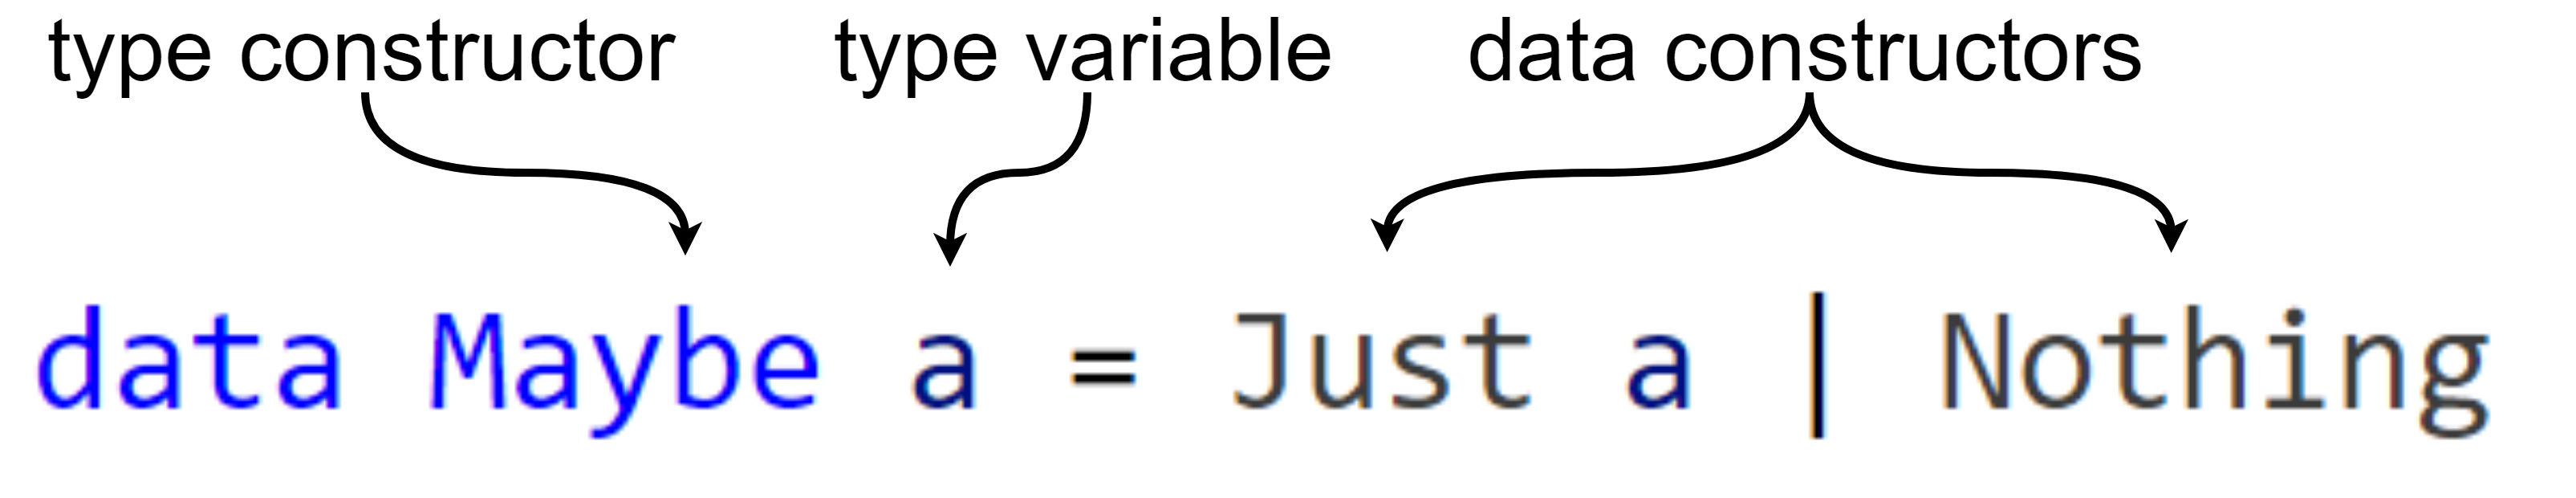 type constructor type variable data constructors
data Maybe a = Just a | Nothing